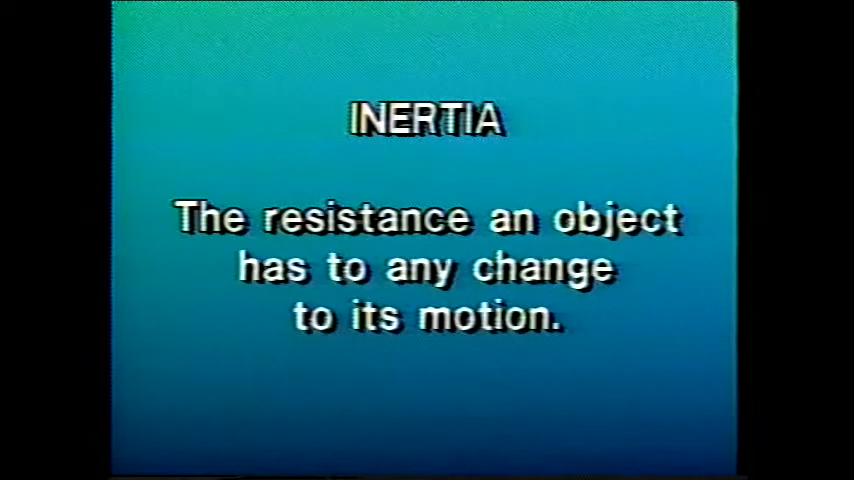 INERTIA
The resistance an object
has to any change
to its motion.